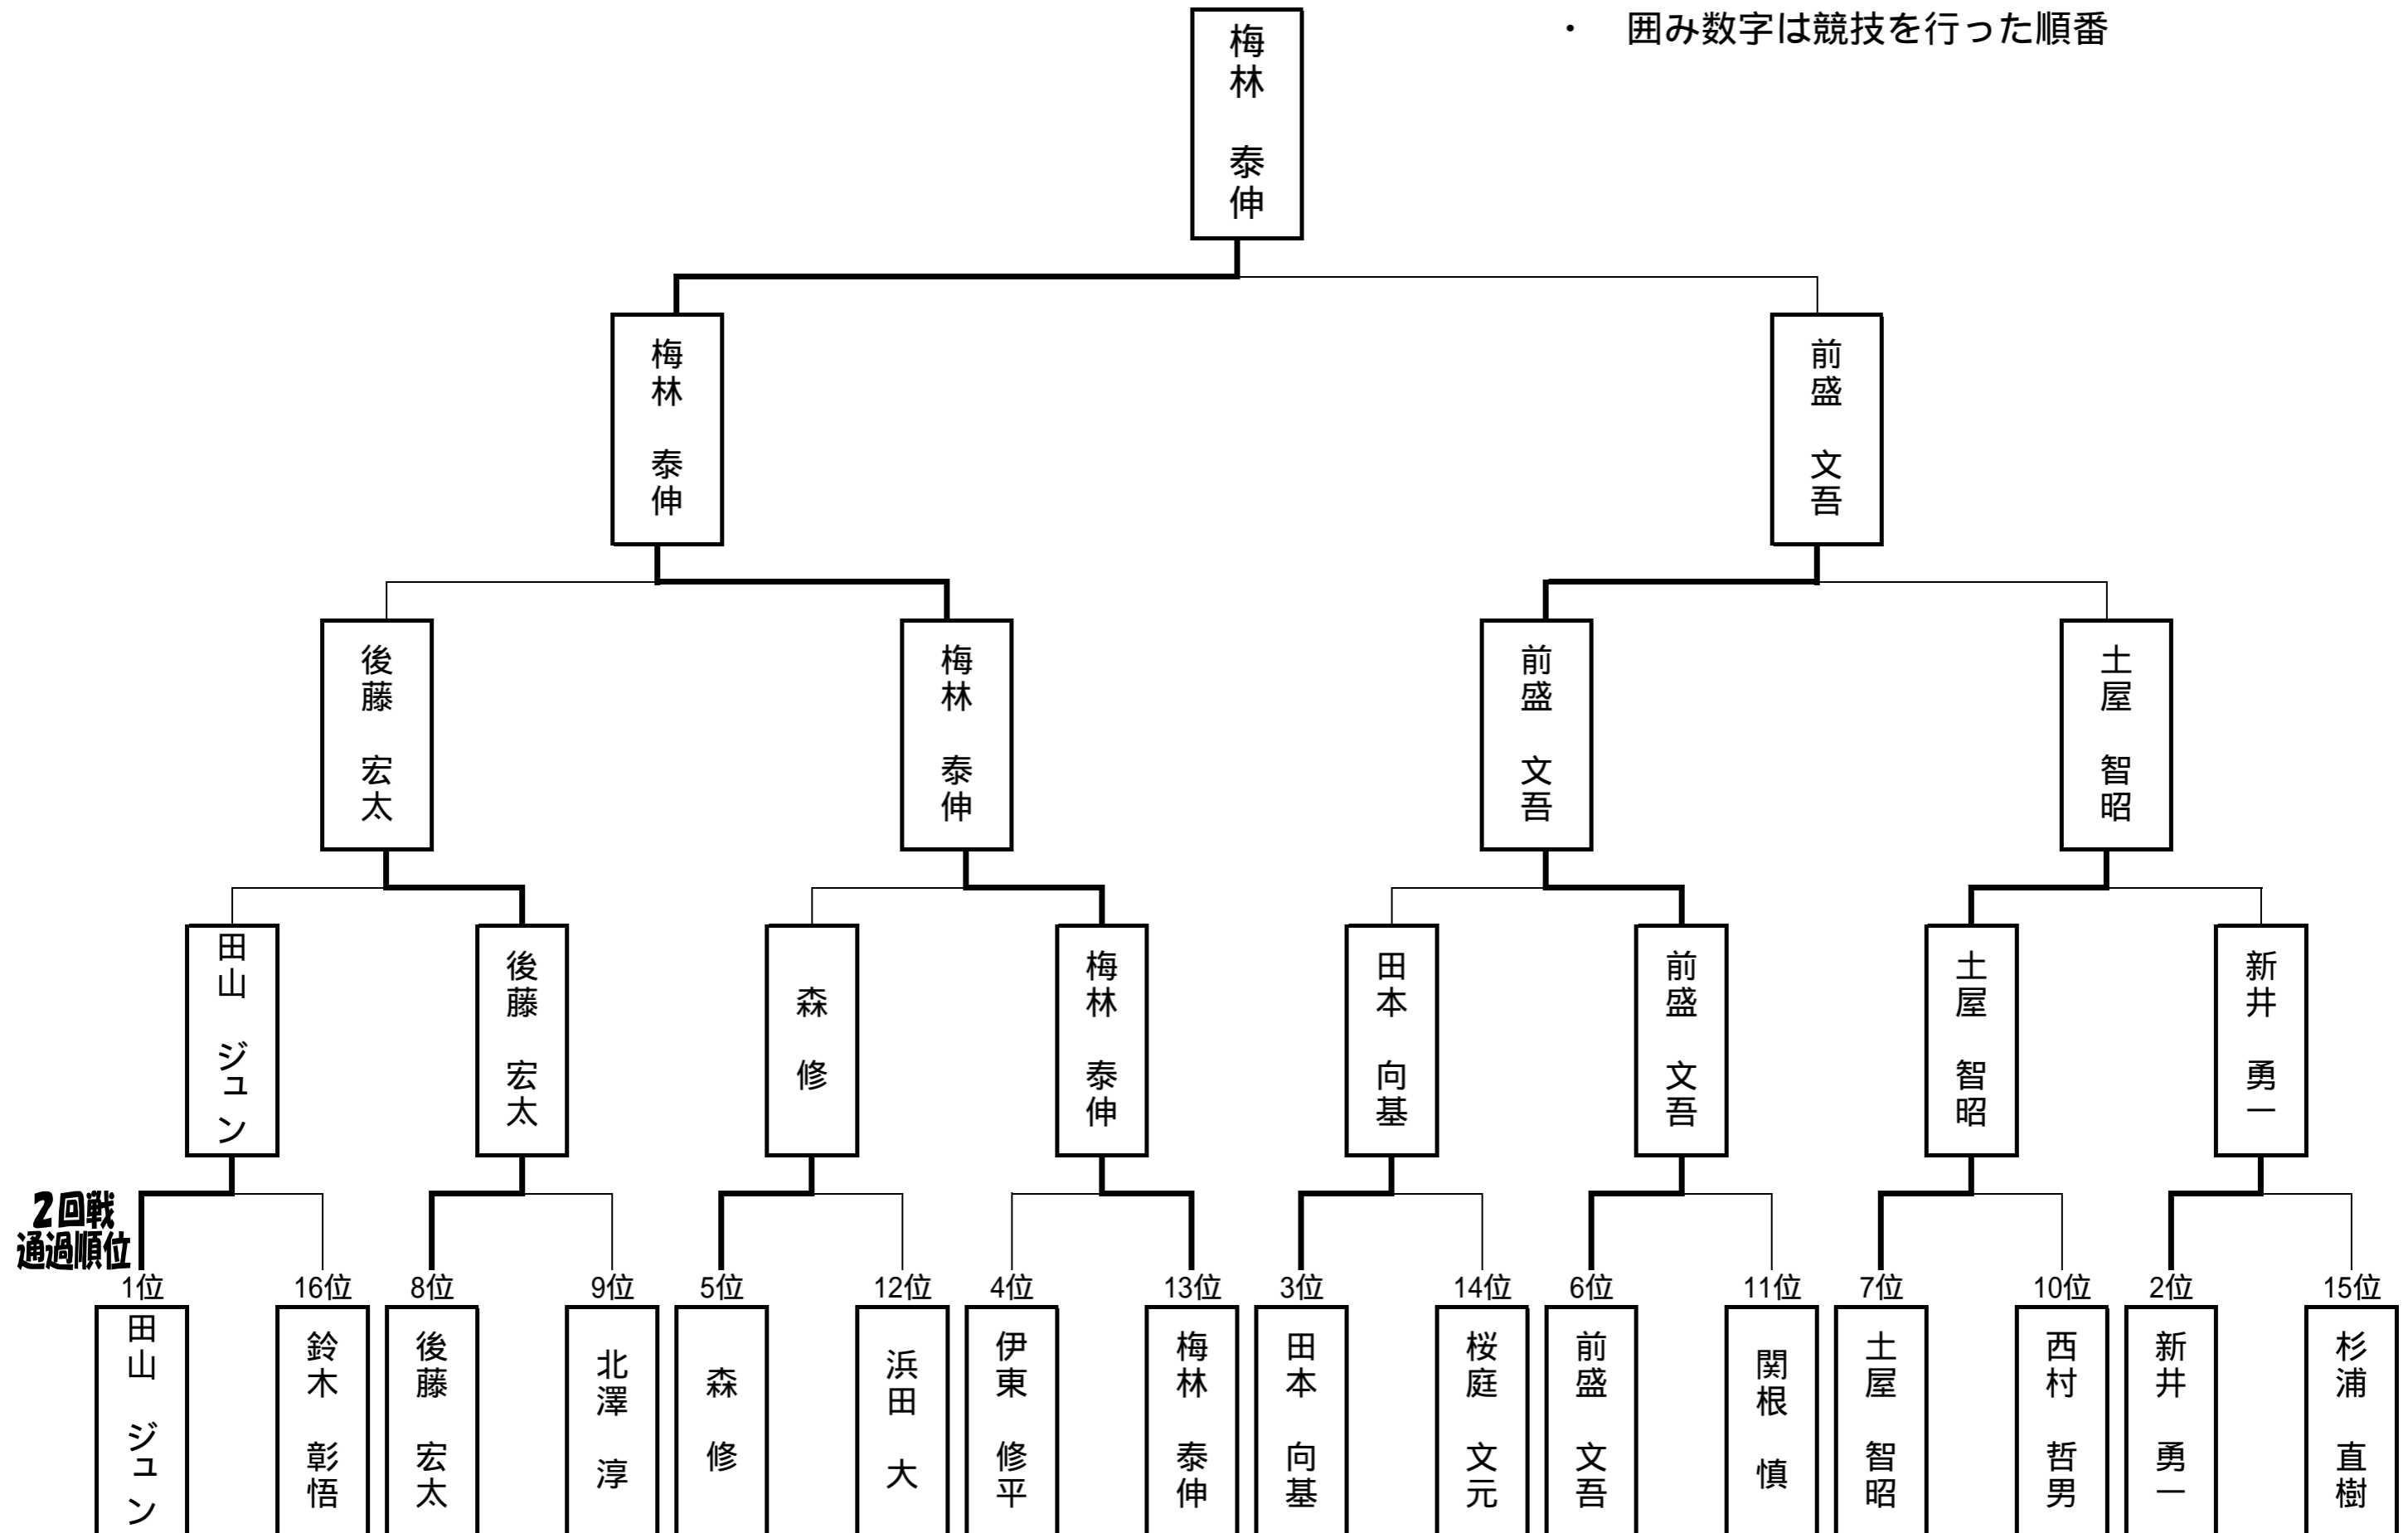 ・　囲み数字は競技を行った順番
梅林　泰伸
梅林　泰伸
前盛　文吾
後藤　宏太
梅林　泰伸
前盛　文吾
土屋　智昭
田山　ジュン
後藤　宏太
森　修
梅林　泰伸
田本　向基
前盛　文吾
土屋　智昭
新井　勇一
2回戦
通過順位
1位
16位
8位
9位
5位
12位
4位
13位
3位
14位
6位
11位
7位
10位
2位
15位
田山　ジュン
鈴木　彰悟
後藤　宏太
北澤　淳
森　修
浜田　大
伊東　修平
梅林　泰伸
田本　向基
桜庭　文元
前盛　文吾
関根　慎
土屋　智昭
西村　哲男
新井　勇一
杉浦　直樹